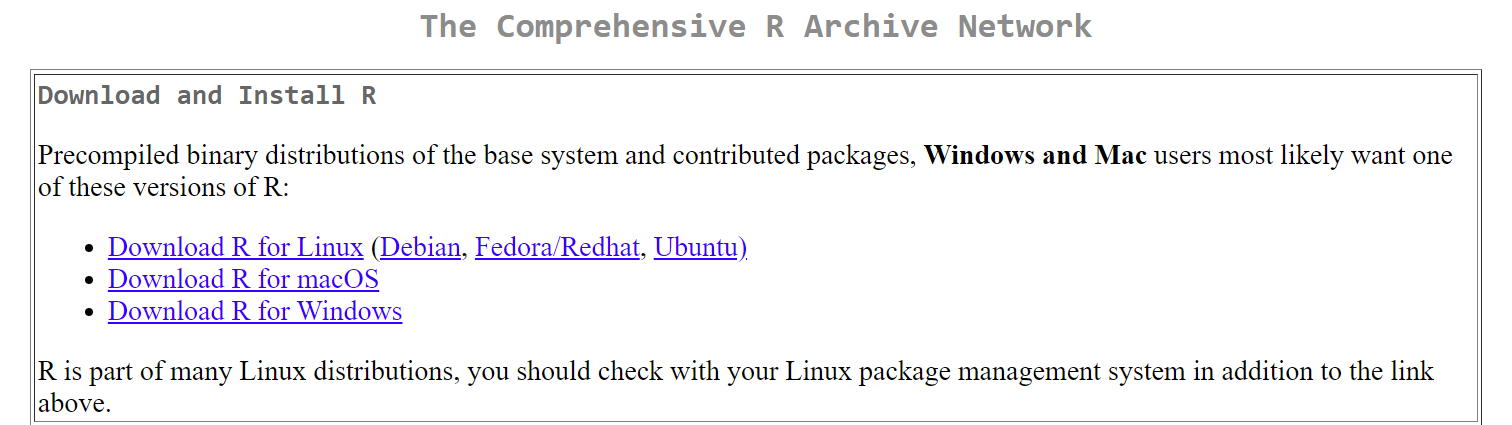 The Comprehensive R Archive Network
Download and Install R
Precompiled binary distributions of the base system and contributed packages, Windows and Mac users most likely want one
of these versions of R:
• Download R for Linux (Debian, Fedora/Redhat, Ubuntu)
• Download R for macOS
• Download R for Windows
R is part of many Linux distributions, you should check with your Linux package management system in addition to the link
above.